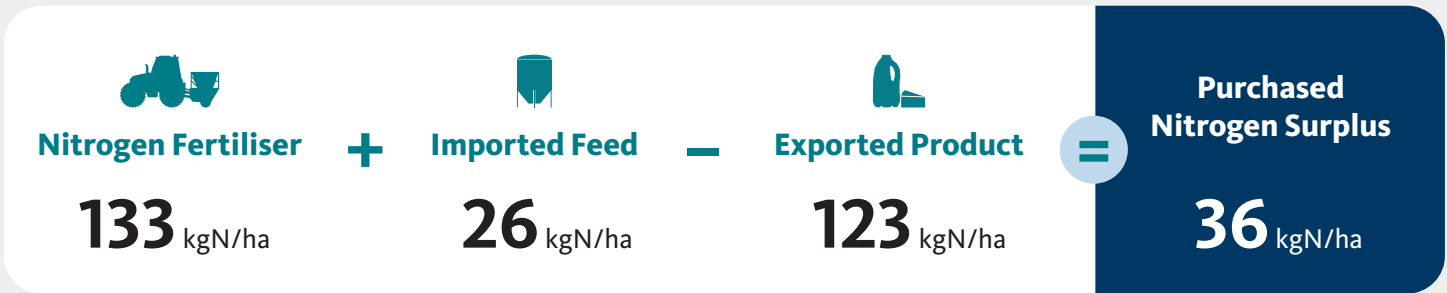 Nitrogen Fertiliser + Imported Feed – Exported Product = Purchased
Nitrogen Surplus
133 kgN/ha 26 kgN/ha 123 kgN/ha 36 kgN/ha